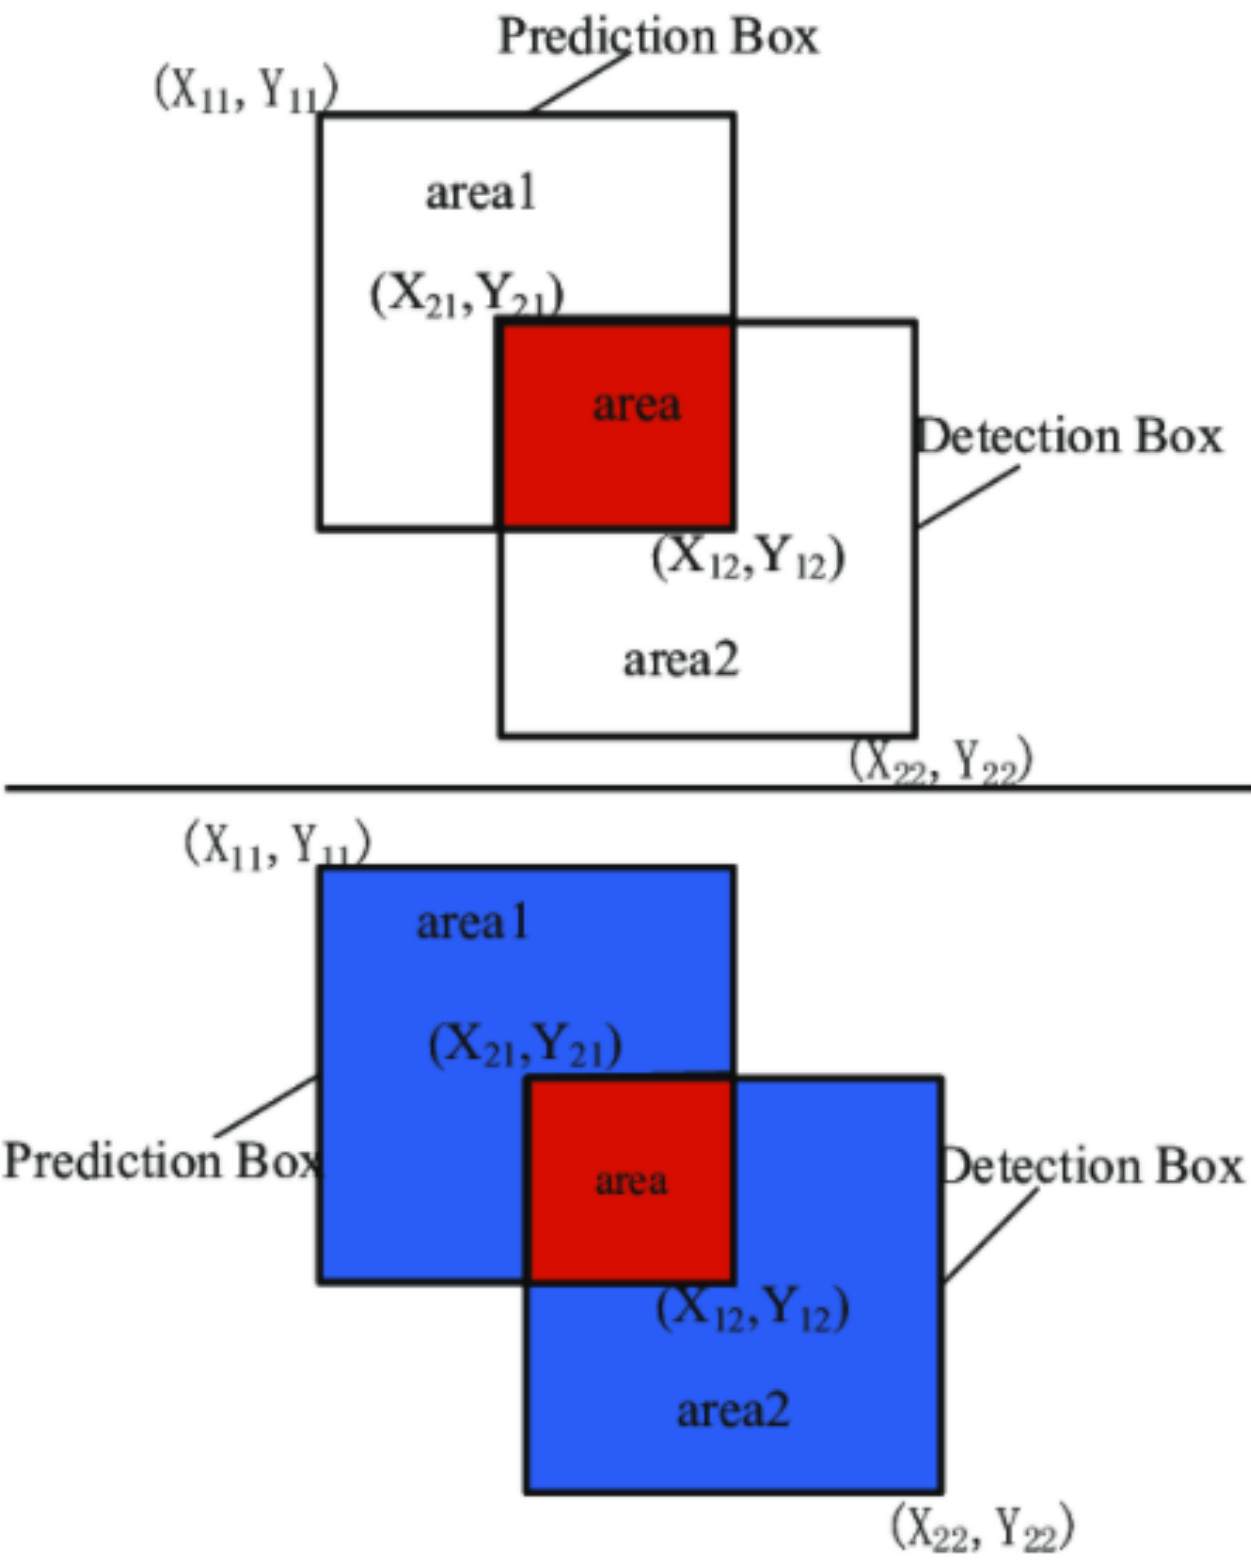 Prediction Box
(X₁₁, Y₁₁)
area1
(X₂₁,Y₂₁)
area
Detection Box
(X₁₂,Y₁₂)
area2
(X₂₂, Y₂₂)
(X₁₁, Y₁₁)
area1
(X₂₁,Y₂₁)
Prediction Box
Detection Box
area
(X₁₂,Y₁₂)
area2
(X₂₂, Y₂₂)